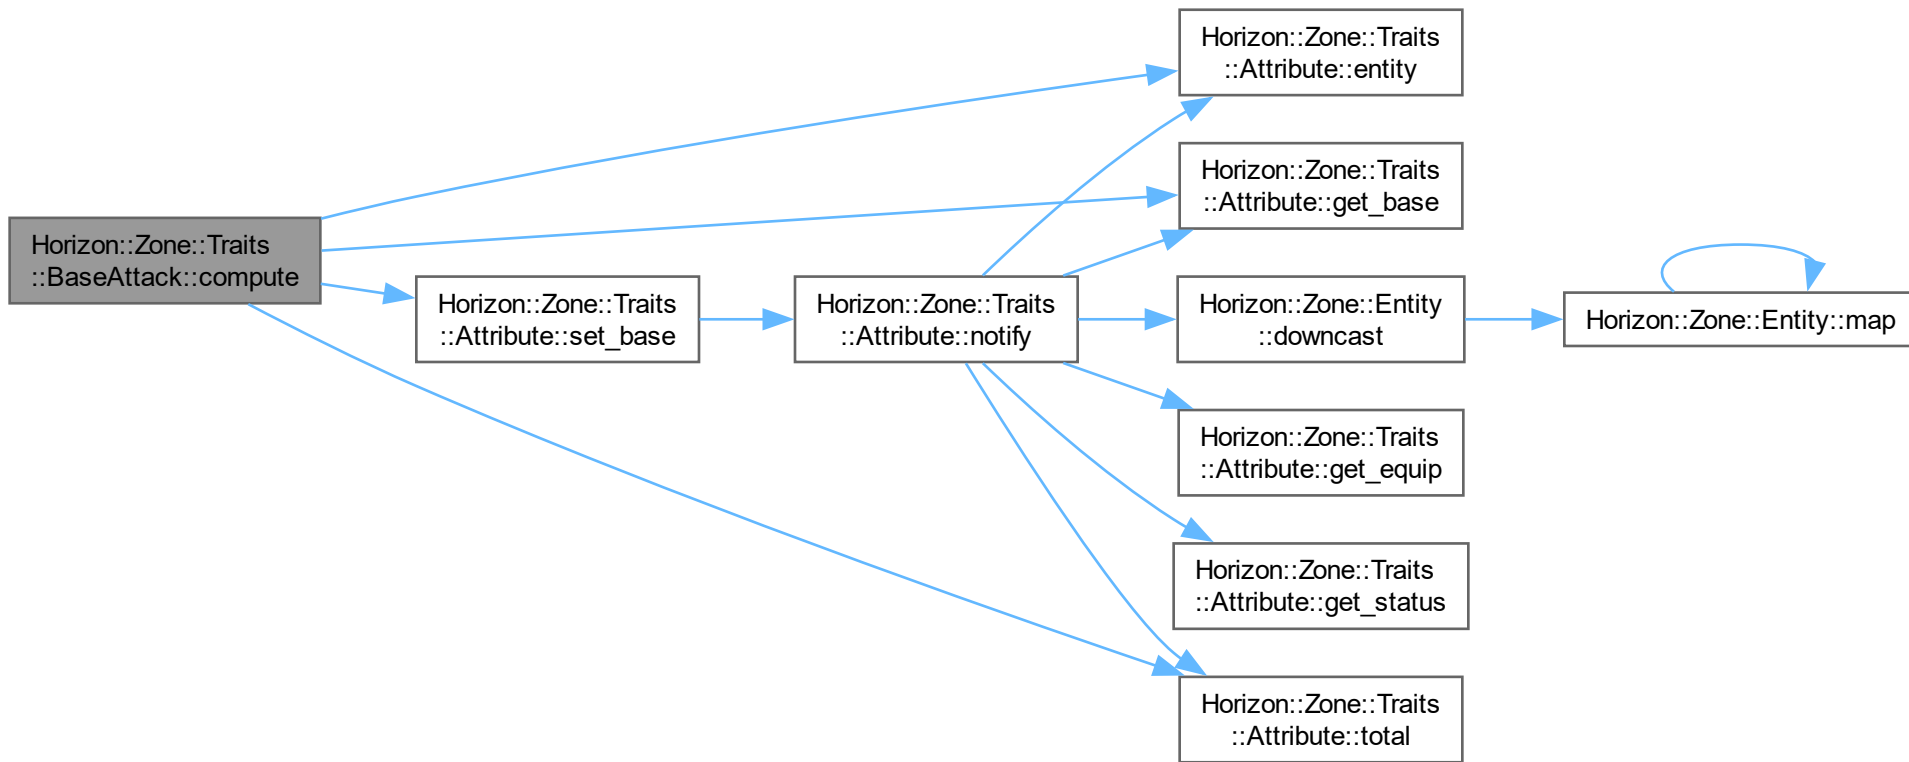 Horizon::Zone::Traits
::BaseAttack::compute
Horizon::Zone::Traits
::Attribute::entity
Horizon::Zone::Traits
::Attribute::get_base
Horizon::Zone::Traits
::Attribute::set_base
Horizon::Zone::Traits
::Attribute::notify
Horizon::Zone::Entity
::downcast
Horizon::Zone::Entity::map
Horizon::Zone::Traits
::Attribute::get_equip
Horizon::Zone::Traits
::Attribute::get_status
Horizon::Zone::Traits
::Attribute::total